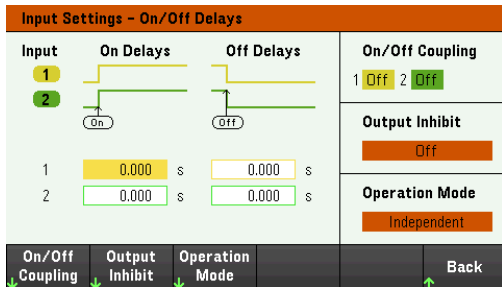 Input Settings - On/Off Delays
Input On Delays Off Delays
1
2
On Off
1 0.000 s 0.000 s
2 0.000 s 0.000 s
On/Off Coupling
1 Off 2 Off
Output Inhibit
Off
Operation Mode
Independent
On/Off Coupling
Output Inhibit
Operation Mode
Back